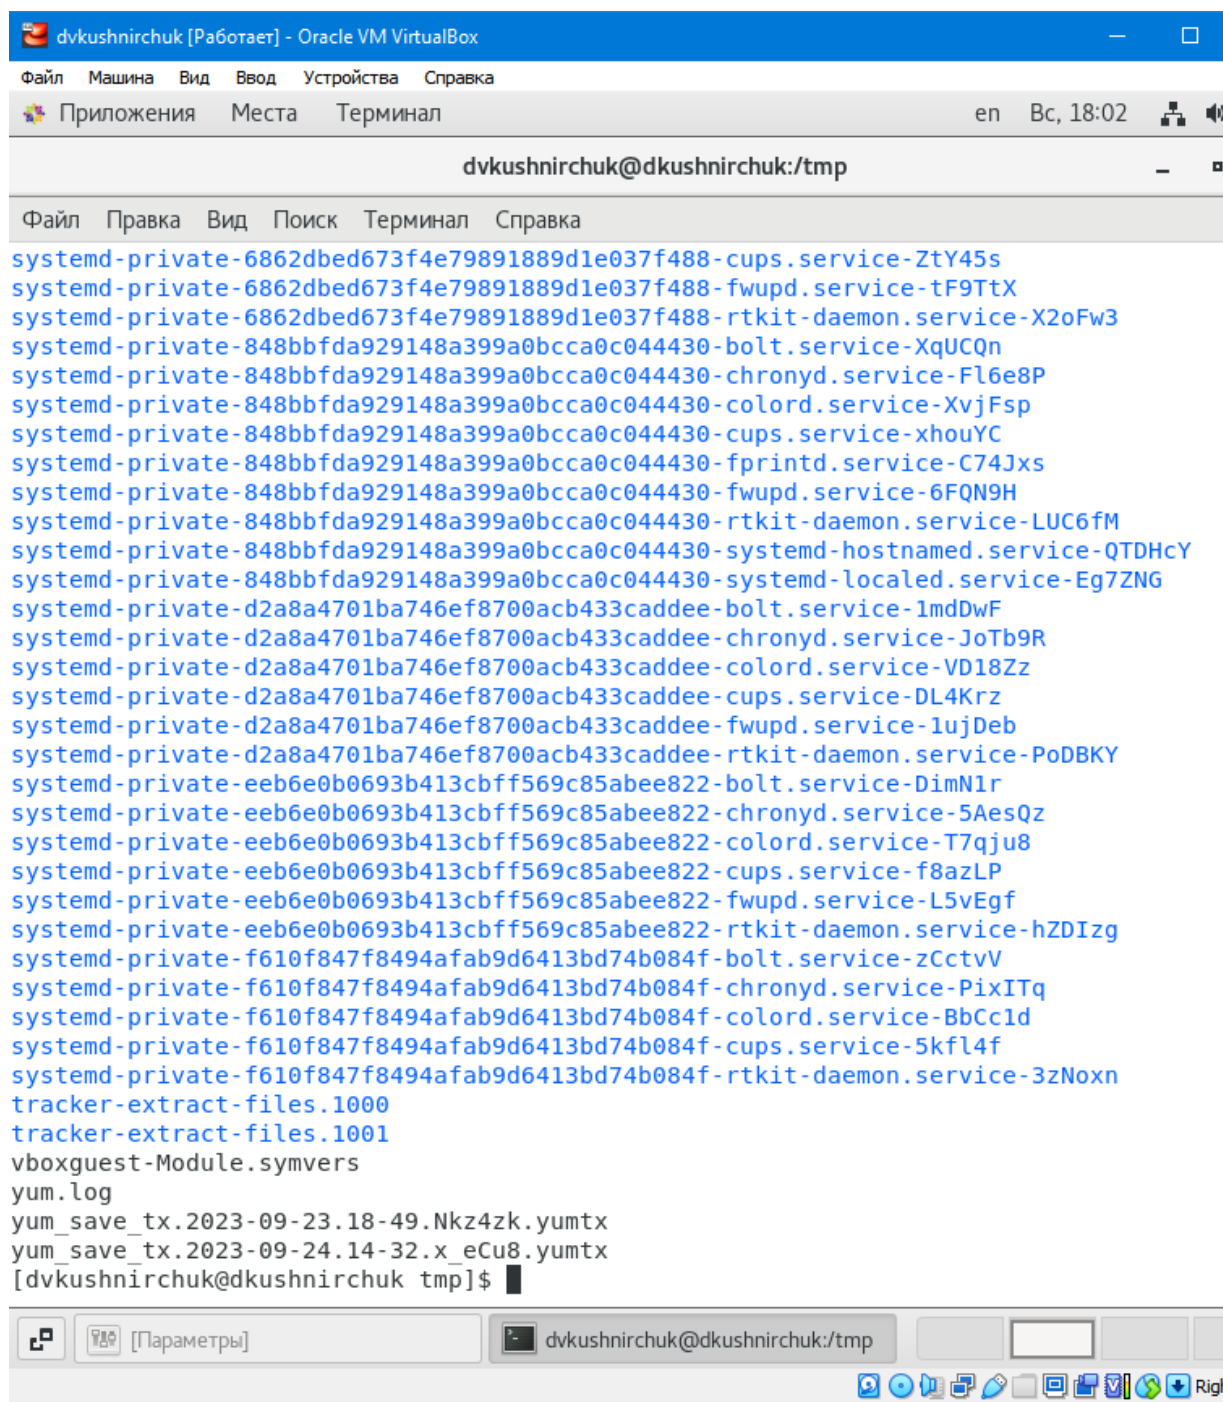 dvkushnirchuk [Работает] - Oracle VM VirtualBox
Файл Машина Вид Ввод Устройства Справка
Приложения Места Терминал en Вс, 18:02
dvkushnirchuk@dkushnirchuk:/tmp
Файл Правка Вид Поиск Терминал Справка
systemd-private-6862dbed673f4e79891889d1e037f488-cups.service-ZtY45s
systemd-private-6862dbed673f4e79891889d1e037f488-fwupd.service-tF9TtX
systemd-private-6862dbed673f4e79891889d1e037f488-rtkit-daemon.service-X2oFw3
systemd-private-848bbfda929148a399a0bcca0c044430-bolt.service-XqUCQn
systemd-private-848bbfda929148a399a0bcca0c044430-chronyd.service-Fl6e8P
systemd-private-848bbfda929148a399a0bcca0c044430-colord.service-XvjFsp
systemd-private-848bbfda929148a399a0bcca0c044430-cups.service-xhouYC
systemd-private-848bbfda929148a399a0bcca0c044430-fprintd.service-C74Jxs
systemd-private-848bbfda929148a399a0bcca0c044430-fwupd.service-6FQN9H
systemd-private-848bbfda929148a399a0bcca0c044430-rtkit-daemon.service-LUC6fM
systemd-private-848bbfda929148a399a0bcca0c044430-systemd-hostnamed.service-QTDHcY
systemd-private-848bbfda929148a399a0bcca0c044430-systemd-localed.service-Eg7ZNG
systemd-private-d2a8a4701ba746ef8700acb433caddee-bolt.service-1mdDwF
systemd-private-d2a8a4701ba746ef8700acb433caddee-chronyd.service-JoTb9R
systemd-private-d2a8a4701ba746ef8700acb433caddee-colord.service-VD18Zz
systemd-private-d2a8a4701ba746ef8700acb433caddee-cups.service-DL4Krz
systemd-private-d2a8a4701ba746ef8700acb433caddee-fwupd.service-1ujDeb
systemd-private-d2a8a4701ba746ef8700acb433caddee-rtkit-daemon.service-PoDBKY
systemd-private-eeb6e0b0693b413cbff569c85abee822-bolt.service-DimN1r
systemd-private-eeb6e0b0693b413cbff569c85abee822-chronyd.service-5AesQz
systemd-private-eeb6e0b0693b413cbff569c85abee822-colord.service-T7qju8
systemd-private-eeb6e0b0693b413cbff569c85abee822-cups.service-f8azLP
systemd-private-eeb6e0b0693b413cbff569c85abee822-fwupd.service-L5vEgf
systemd-private-eeb6e0b0693b413cbff569c85abee822-rtkit-daemon.service-hZDIzg
systemd-private-f610f847f8494afab9d6413bd74b084f-bolt.service-zCctvV
systemd-private-f610f847f8494afab9d6413bd74b084f-chronyd.service-PixITq
systemd-private-f610f847f8494afab9d6413bd74b084f-colord.service-BbCc1d
systemd-private-f610f847f8494afab9d6413bd74b084f-cups.service-5kfl4f
systemd-private-f610f847f8494afab9d6413bd74b084f-rtkit-daemon.service-3zNoxn
tracker-extract-files.1000
tracker-extract-files.1001
vboxguest-Module.symvers
yum.log
yum_save_tx.2023-09-23.18-49.Nkz4zk.yumtx
yum_save_tx.2023-09-24.14-32.x_eCu8.yumtx
[dvkushnirchuk@dkushnirchuk tmp]$
[Параметры] dvkushnirchuk@dkushnirchuk:/tmp